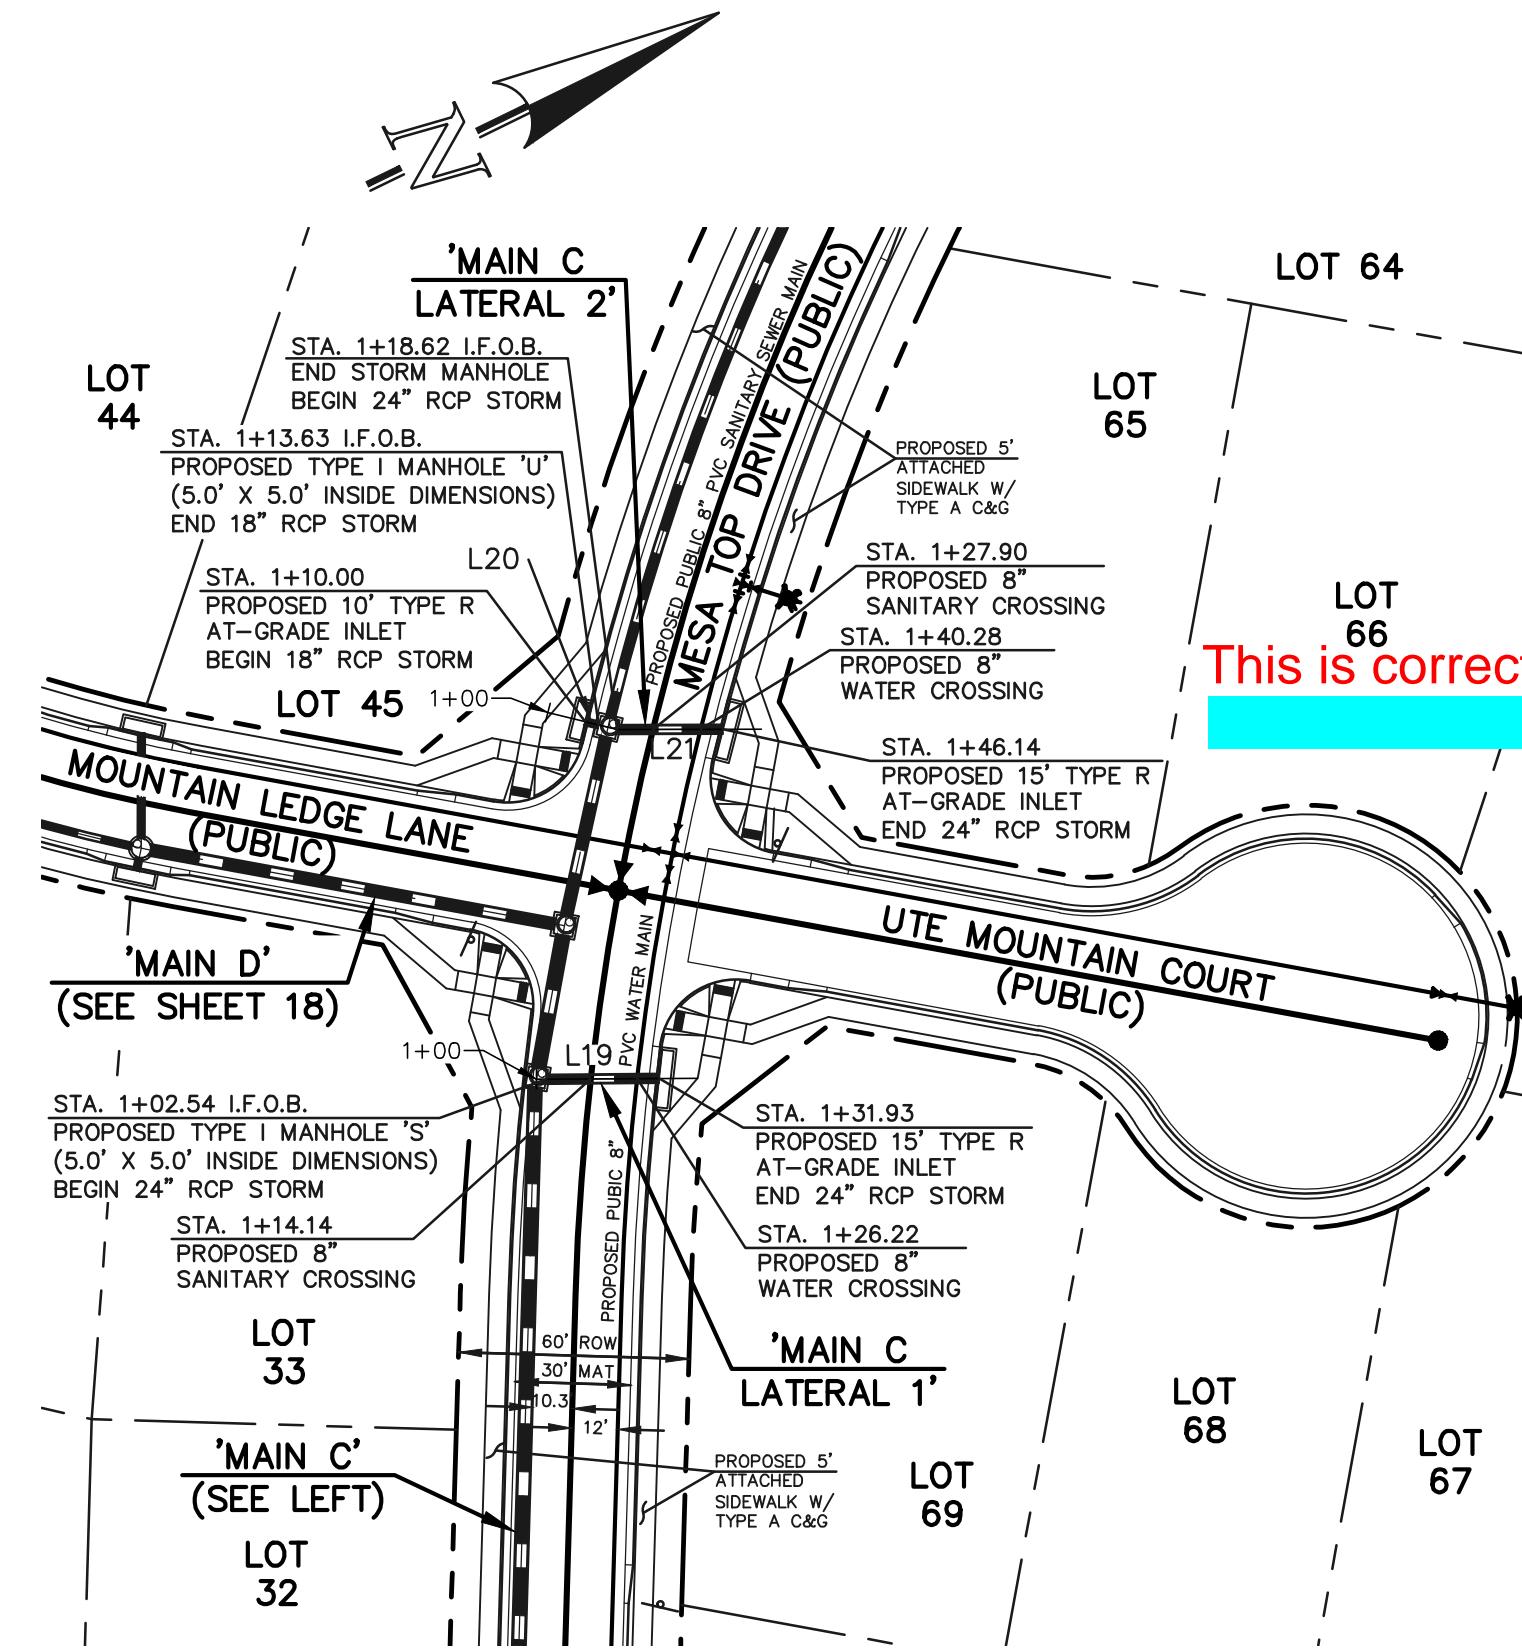 N
'MAIN C
LATERAL 2'
LOT 64
STA. 1+18.62 I.F.O.B.
END STORM MANHOLE
BEGIN 24" RCP STORM
LOT
44
LOT
65
STA. 1+13.63 I.F.O.B.
PROPOSED TYPE I MANHOLE 'U'
(5.0' X 5.0' INSIDE DIMENSIONS)
END 18" RCP STORM
PROPOSED PUBLIC 8" PVC SANITARY SEWER MAIN
MESA TOP DRIVE (PUBLIC)
PROPOSED 5'
ATTACHED
SIDEWALK W/
TYPE A C&G
L20
STA. 1+10.00
PROPOSED 10' TYPE R
AT-GRADE INLET
BEGIN 18" RCP STORM
STA. 1+27.90
PROPOSED 8"
SANITARY CROSSING
STA. 1+40.28
PROPOSED 8"
WATER CROSSING
LOT
66
This is correct
LOT 45
1+00
L21
STA. 1+46.14
PROPOSED 15' TYPE R
AT-GRADE INLET
END 24" RCP STORM
MOUNTAIN LEDGE LANE
(PUBLIC)
UTE MOUNTAIN COURT
(PUBLIC)
'MAIN D'
(SEE SHEET 18)
PVC WATER MAIN
1+00
L19
STA. 1+02.54 I.F.O.B.
PROPOSED TYPE I MANHOLE 'S'
(5.0' X 5.0' INSIDE DIMENSIONS)
BEGIN 24" RCP STORM
STA. 1+31.93
PROPOSED 15' TYPE R
AT-GRADE INLET
END 24" RCP STORM
STA. 1+14.14
PROPOSED 8"
SANITARY CROSSING
PROPOSED PUBIC 8"
STA. 1+26.22
PROPOSED 8"
WATER CROSSING
LOT
33
60' ROW
30' MAT
10.3'
12'
'MAIN C
LATERAL 1'
LOT
68
'MAIN C'
(SEE LEFT)
PROPOSED 5'
ATTACHED
SIDEWALK W/
TYPE A C&G
LOT
69
LOT
67
LOT
32